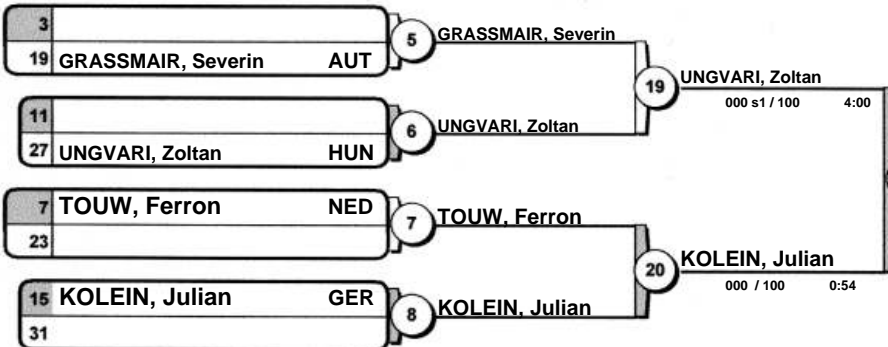 3
19 GRASSMAIR, Severin AUT
5 GRASSMAIR, Severin
11
27 UNGVARI, Zoltan HUN
6 UNGVARI, Zoltan
19 UNGVARI, Zoltan
000 s1 / 100 4:00
7 TOUW, Ferron NED
23
7 TOUW, Ferron
15 KOLEIN, Julian GER
31
8 KOLEIN, Julian
20 KOLEIN, Julian
000 / 100 0:54